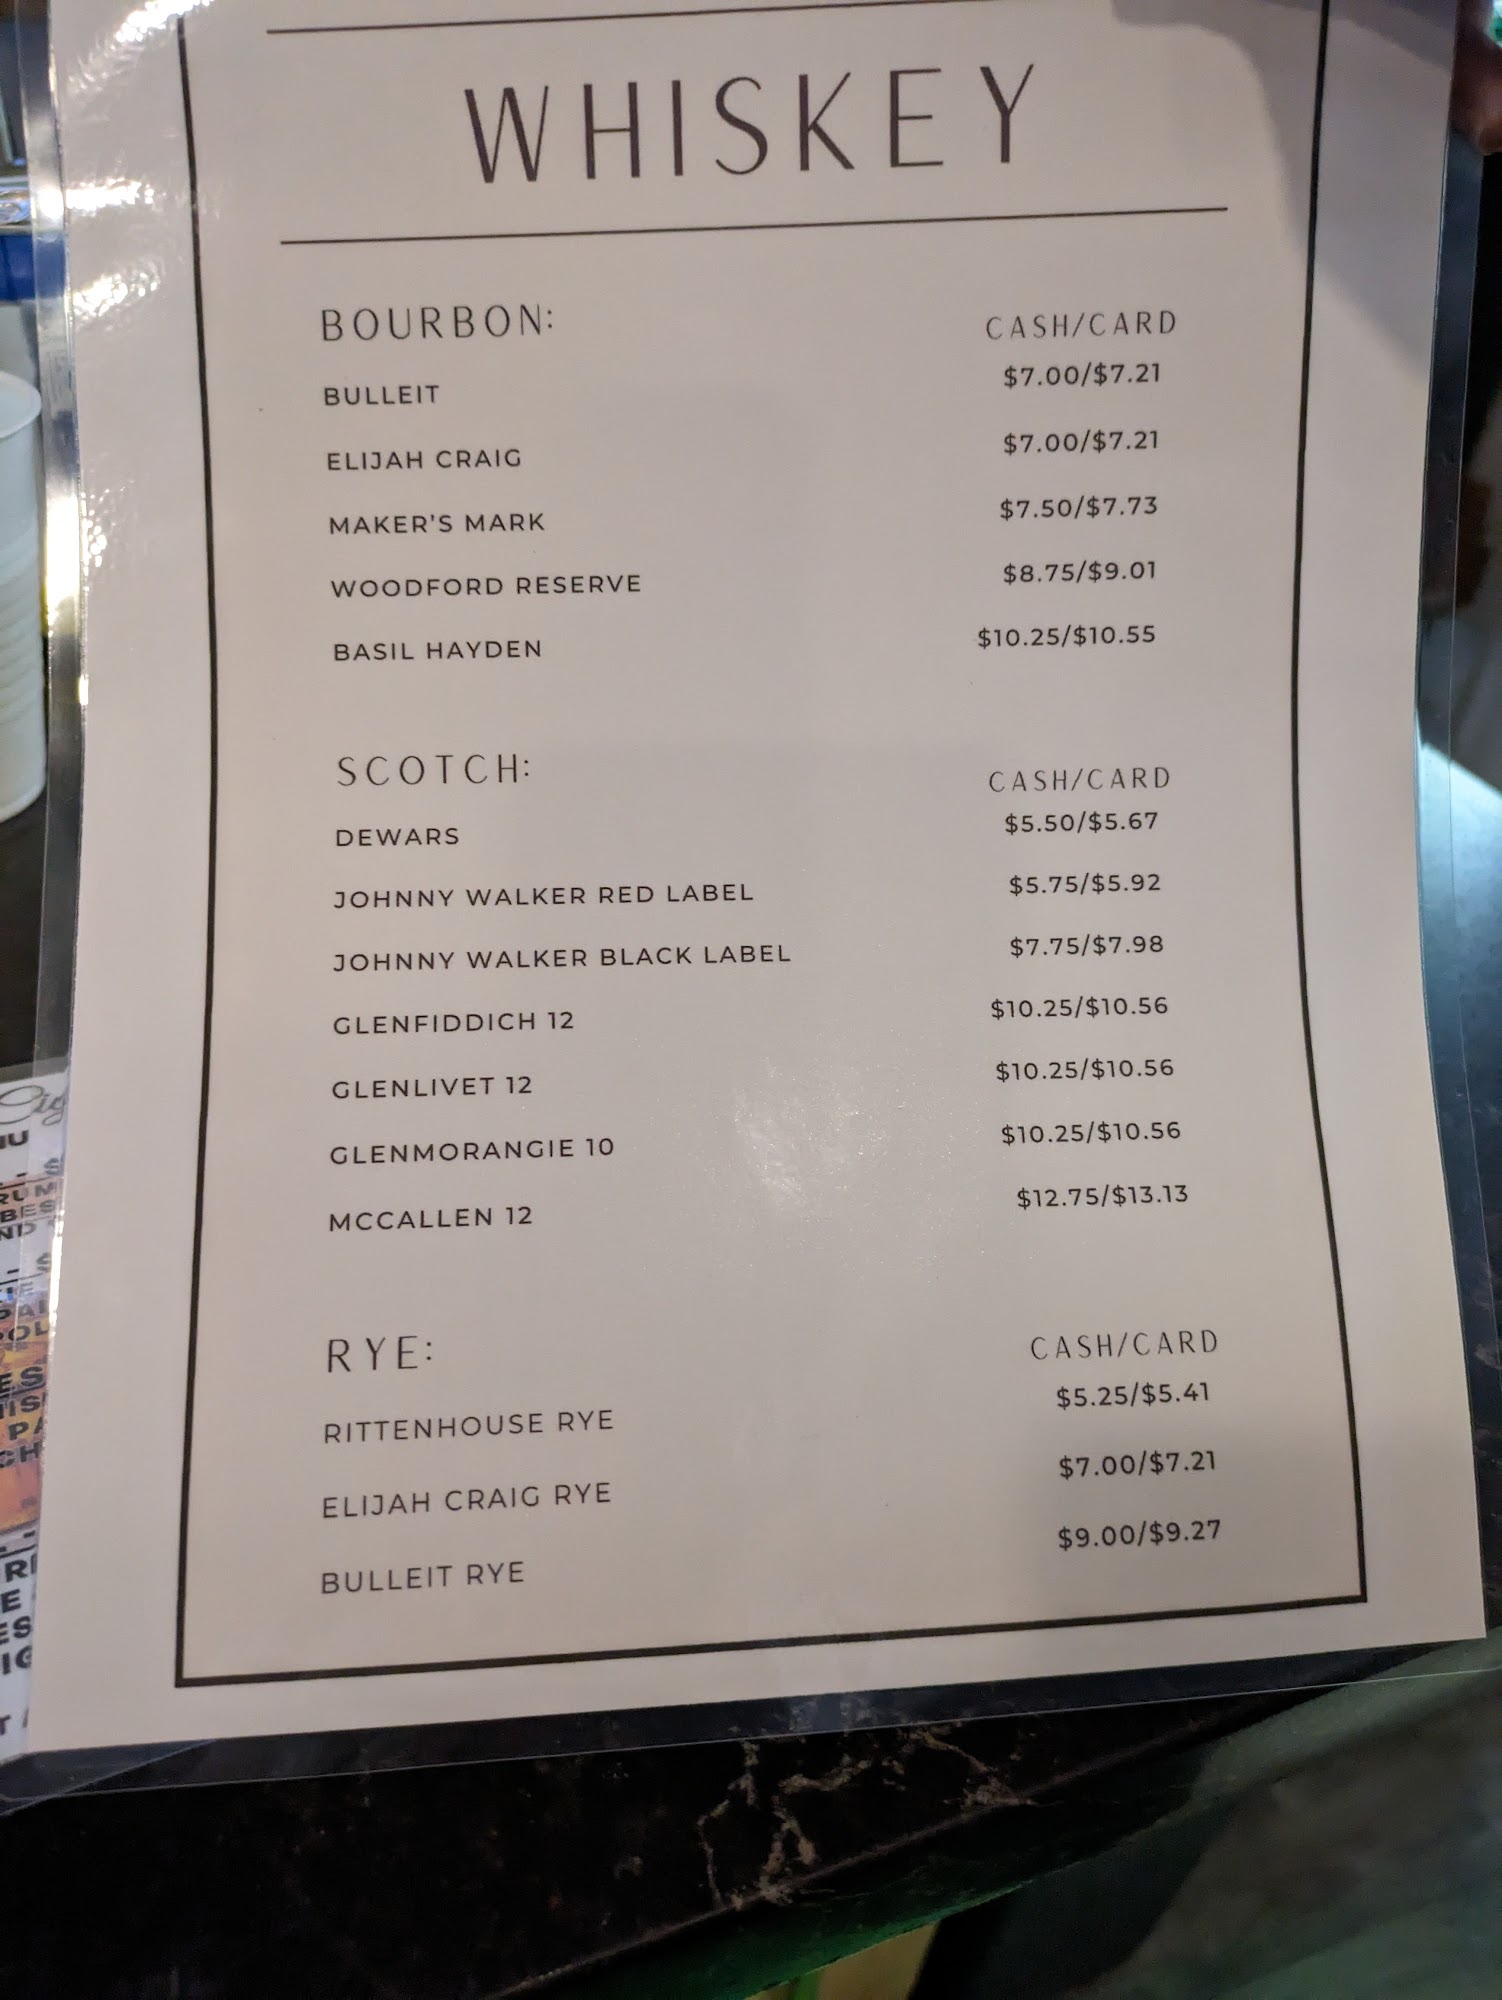 WHISKEY
BOURBON: CASH/CARD
BULLEIT $7.00/$7.21
ELIJAH CRAIG $7.00/$7.21
MAKER'S MARK $7.50/$7.73
WOODFORD RESERVE $8.75/$9.01
BASIL HAYDEN $10.25/$10.55
SCOTCH: CASH/CARD
DEWARS $5.50/$5.67
JOHNNY WALKER RED LABEL $5.75/$5.92
JOHNNY WALKER BLACK LABEL $7.75/$7.98
GLENFIDDICH 12 $10.25/$10.56
GLENLIVET 12 $10.25/$10.56
GLENMORANGIE 10 $10.25/$10.56
MCCALLEN 12 $12.75/$13.13
RYE: CASH/CARD
RITTENHOUSE RYE $5.25/$5.41
ELIJAH CRAIG RYE $7.00/$7.21
BULLEIT RYE $9.00/$9.27